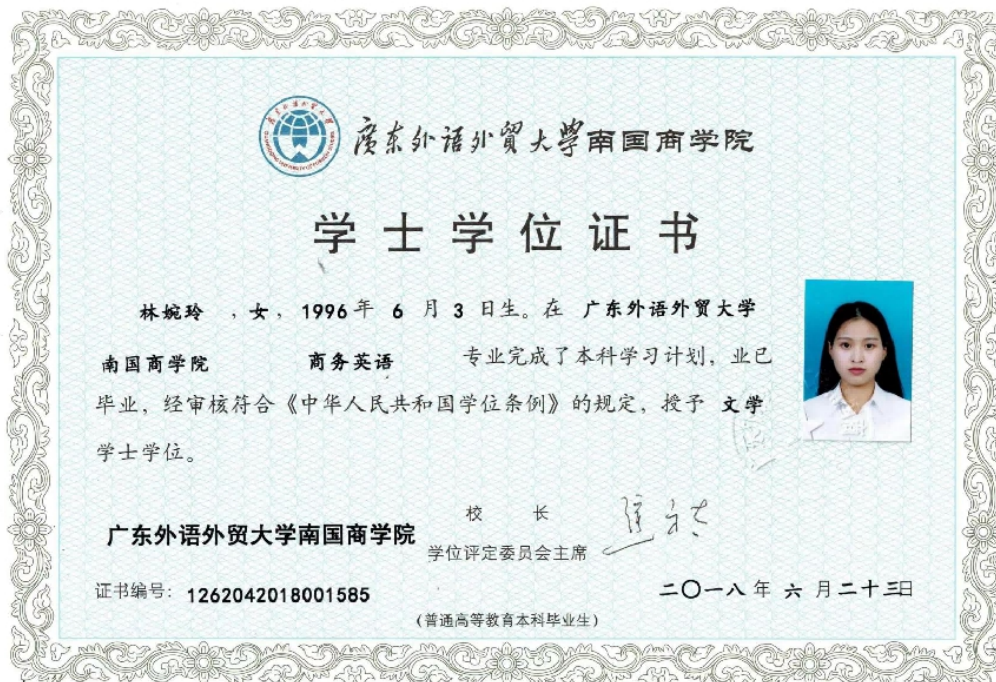 廣东外语外贸大学南国商学院
学士学位证书
林婉玲 ,女, 1996年 6 月 3 日生。在 广东外语外贸大学
南国商学院 商务英语 专业完成了本科学习计划,业已
毕业,经审核符合《中华人民共和国学位条例》的规定,授予 文学
学士学位。
校 长
广东外语外贸大学南国商学院
学位评定委员会主席
证书编号: 1262042018001585
二〇一八年 六 月二十三日
(普通高等教育本科毕业生)